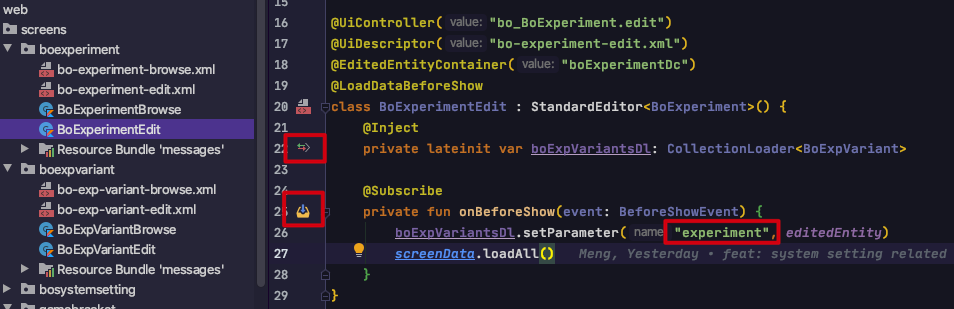 web
screens
boexperiment
bo-experiment-browse.xml
bo-experiment-edit.xml
BoExperimentBrowse
BoExperimentEdit
Resource Bundle 'messages'
boexpvariant
bo-exp-variant-browse.xml
bo-exp-variant-edit.xml
BoExpVariantBrowse
BoExpVariantEdit
Resource Bundle 'messages'
bosystemsetting
15
16 @UiController( value: "bo_BoExperiment.edit")
17 @UiDescriptor( value: "bo-experiment-edit.xml")
18 @EditedEntityContainer( value: "boExperimentDc")
19 @LoadDataBeforeShow
20 class BoExperimentEdit : StandardEditor<BoExperiment>() {
21 @Inject
22 private lateinit var boExpVariantsDl: CollectionLoader<BoExpVariant>
23
24 @Subscribe
25 private fun onBeforeShow(event: BeforeShowEvent) {
26 boExpVariantsDl.setParameter( name: "experiment", editedEntity)
27 screenData.loadAll() Meng, Yesterday • feat: system setting related
28 }
29 }